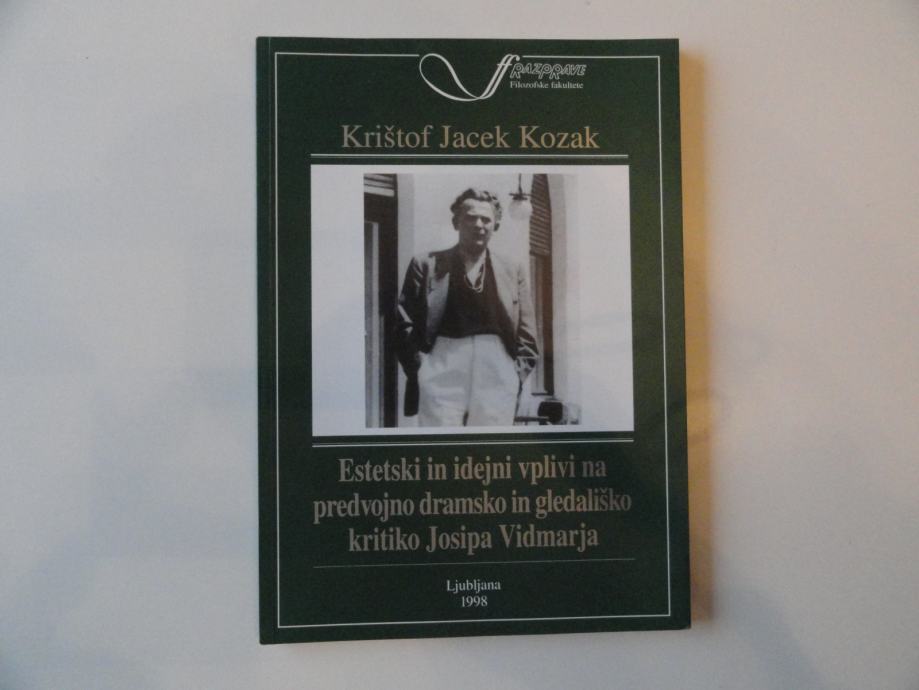 RAZPRAVE
Filozofske fakultete
Krištof Jacek Kozak
Estetski in idejni vplivi na
predvojno dramsko in gledališko
kritiko Josipa Vidmarja
Ljubljana
1998